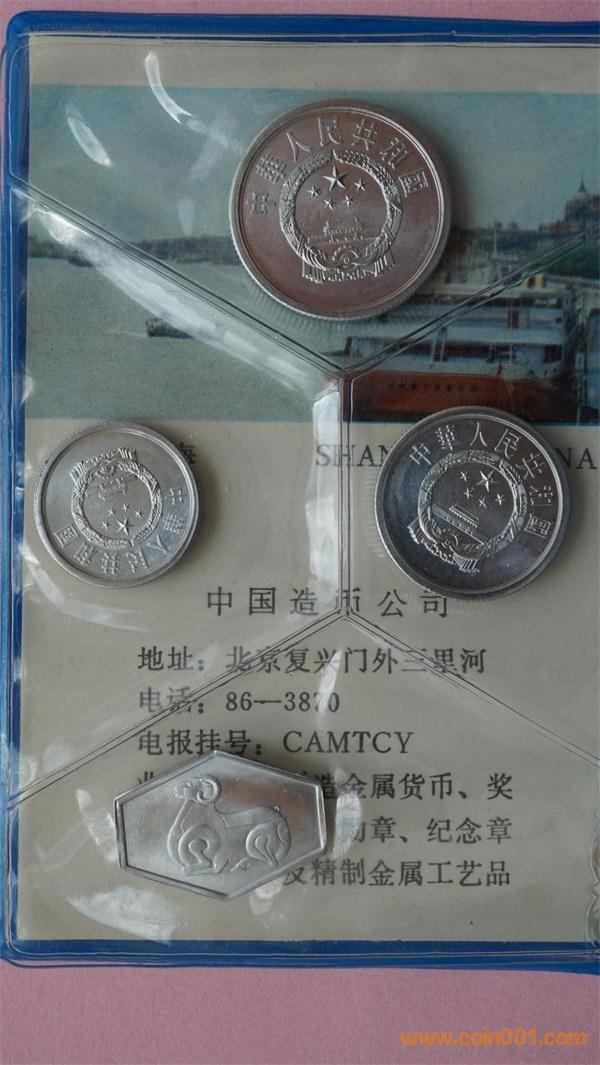 中華人民共和國
海 SHAN NA
中華人民共和國
中華人民共和國
中国造币公司
地址：北京复兴门外三里河
电话：86—3870
电报挂号：CAMTCY
业 造金属货币、奖
勋章、纪念章
及精制金属工艺品
www.coin001.com